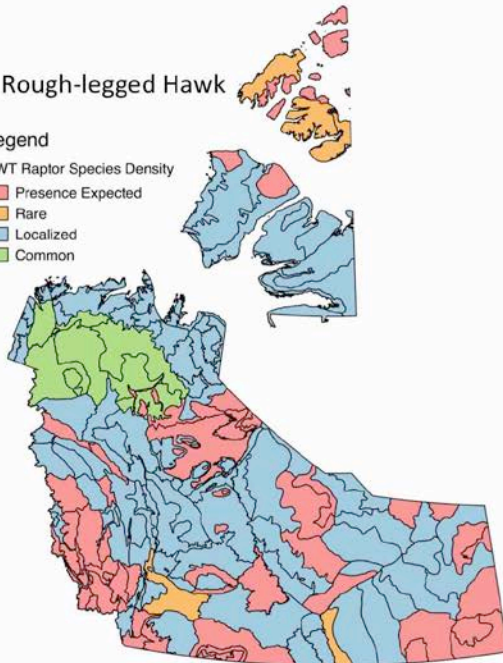 Rough-legged Hawk
egend
WT Raptor Species Density
Presence Expected
Rare
Localized
Common